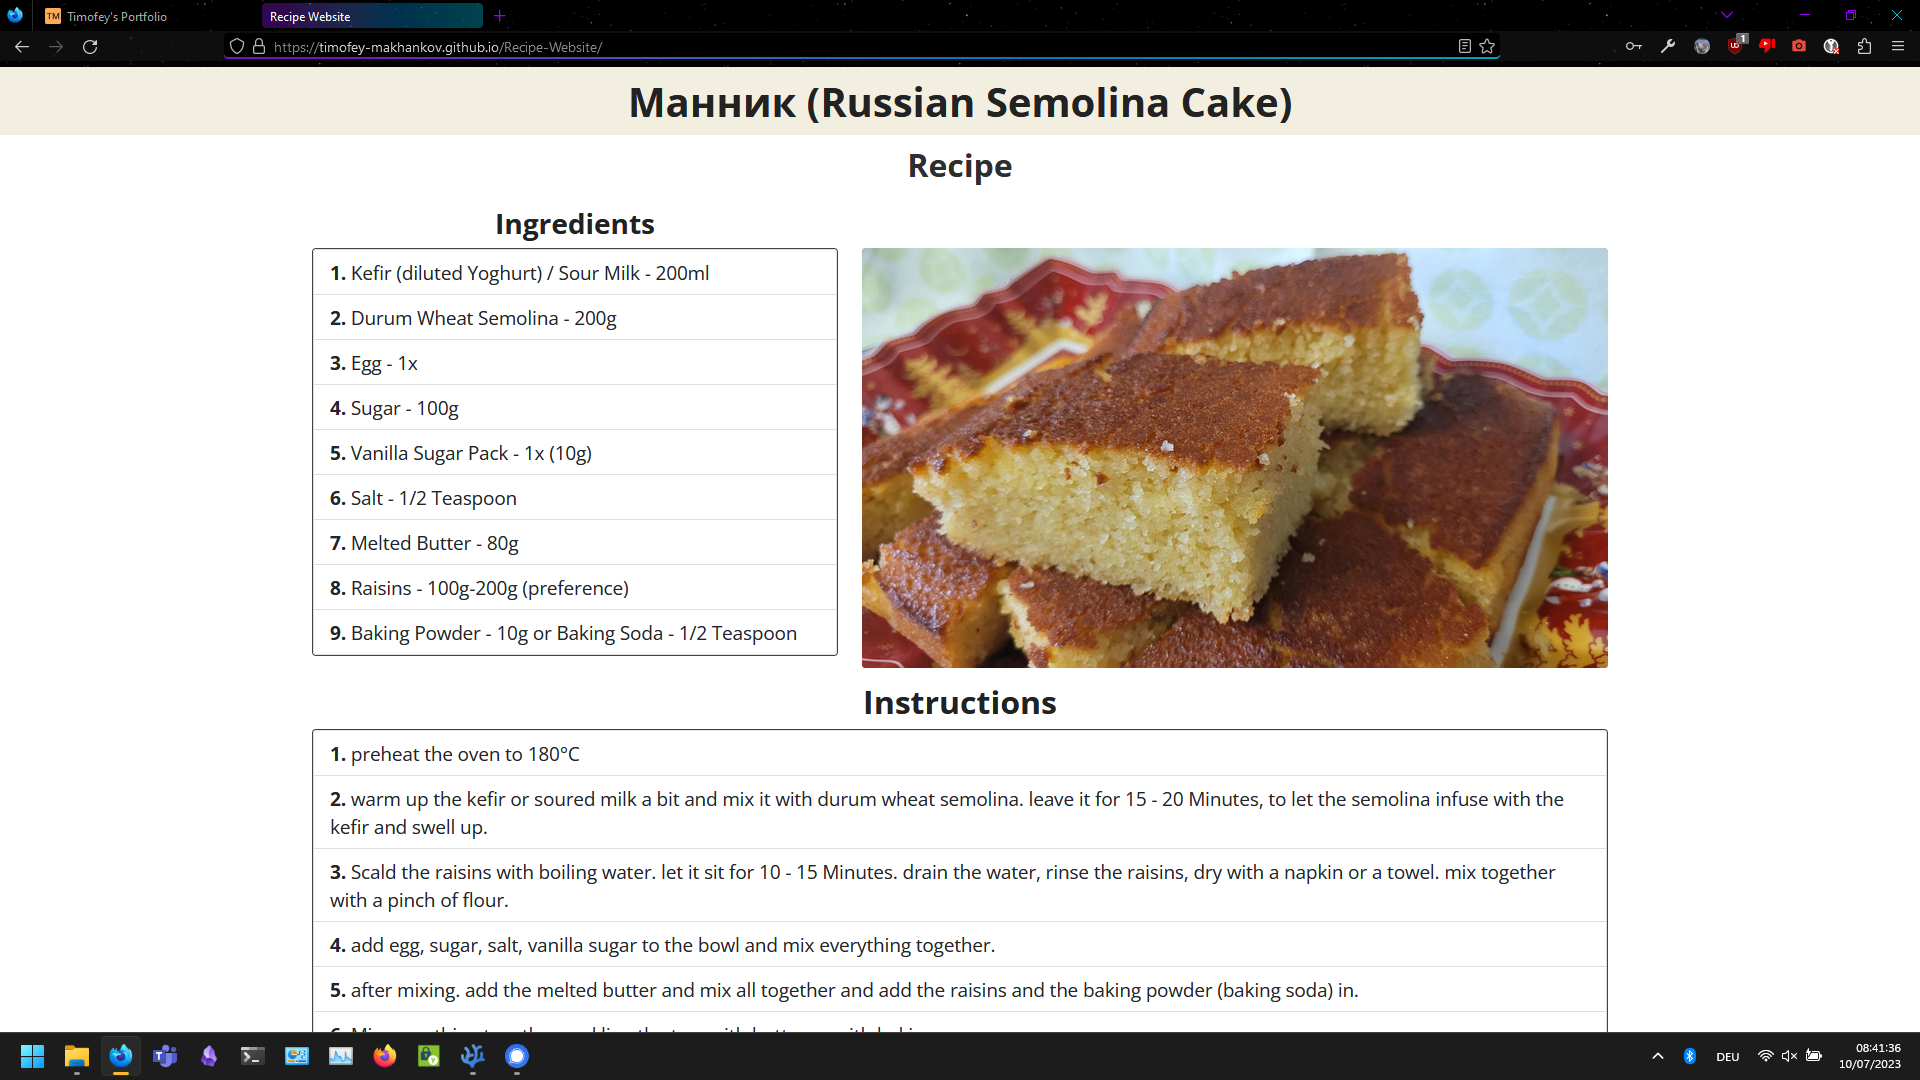 Timofey's Portfolio
Recipe Website
https://timofey-makhankov.github.io/Recipe-Website/
1
Манник (Russian Semolina Cake)
Recipe
Ingredients
1. Kefir (diluted Yoghurt) / Sour Milk - 200ml
2. Durum Wheat Semolina - 200g
3. Egg - 1x
4. Sugar - 100g
5. Vanilla Sugar Pack - 1x (10g)
6. Salt - 1/2 Teaspoon
7. Melted Butter - 80g
8. Raisins - 100g-200g (preference)
9. Baking Powder - 10g or Baking Soda - 1/2 Teaspoon
Instructions
1. preheat the oven to 180°C
2. warm up the kefir or soured milk a bit and mix it with durum wheat semolina. leave it for 15 - 20 Minutes, to let the semolina infuse with the
kefir and swell up.
3. Scald the raisins with boiling water. let it sit for 10 - 15 Minutes. drain the water, rinse the raisins, dry with a napkin or a towel. mix together
with a pinch of flour.
4. add egg, sugar, salt, vanilla sugar to the bowl and mix everything together.
5. after mixing. add the melted butter and mix all together and add the raisins and the baking powder (baking soda) in.
DEU
08:41:36
10/07/2023